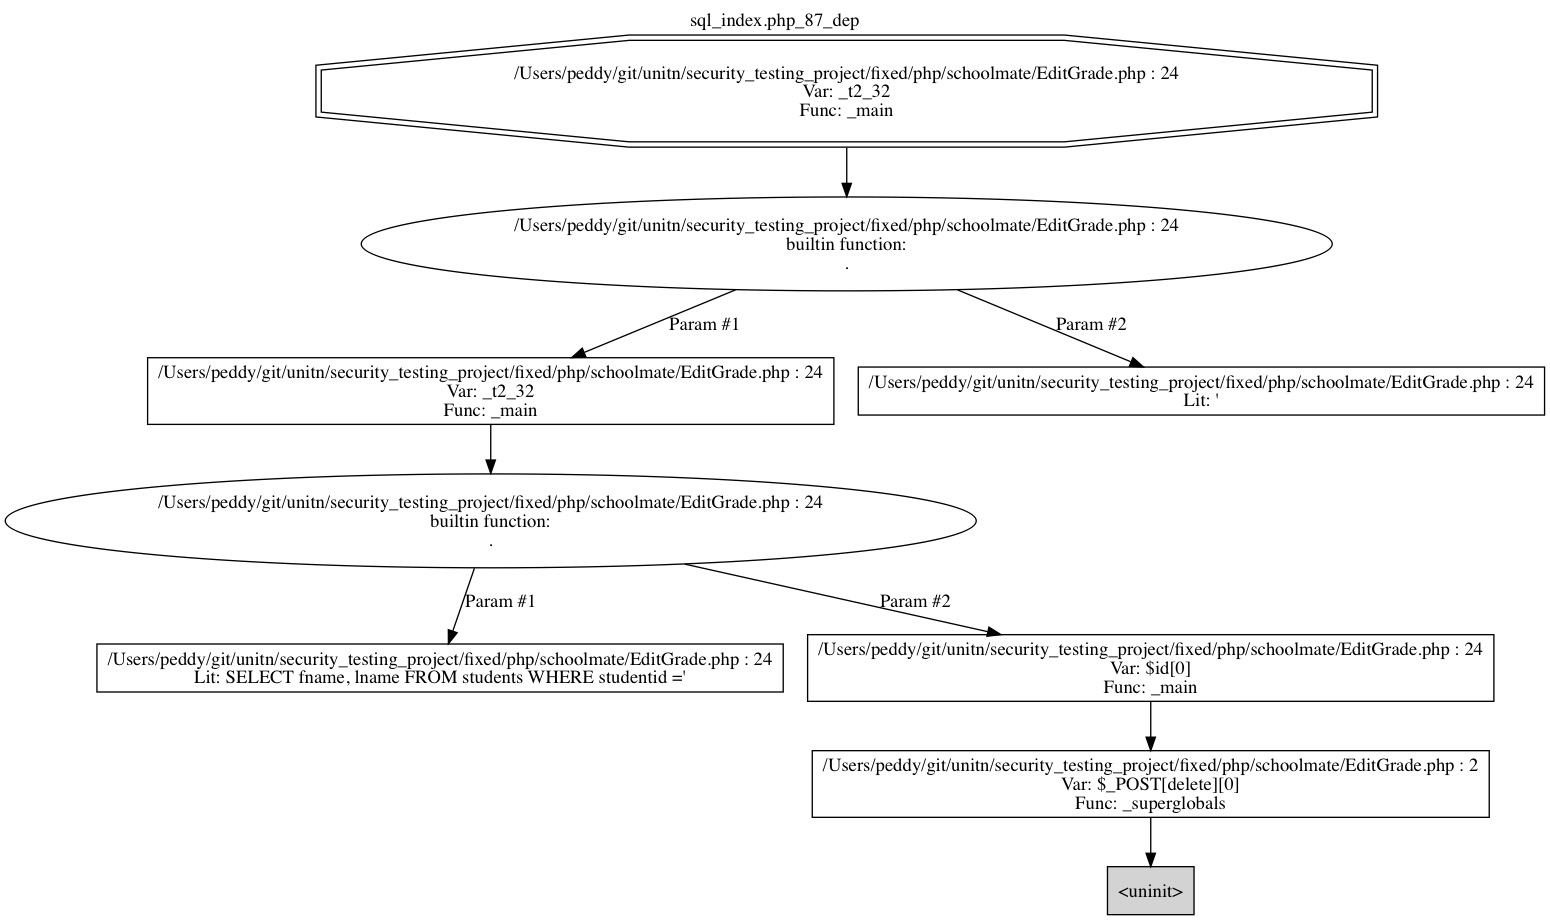 sql_index.php_87_dep
/Users/peddy/git/unitn/security_testing_project/fixed/php/schoolmate/EditGrade.php : 24
Var: _t2_32
Func: _main
/Users/peddy/git/unitn/security_testing_project/fixed/php/schoolmate/EditGrade.php : 24
builtin function:
.
Param #1
Param #2
/Users/peddy/git/unitn/security_testing_project/fixed/php/schoolmate/EditGrade.php : 24
Var: _t2_32
Func: _main
/Users/peddy/git/unitn/security_testing_project/fixed/php/schoolmate/EditGrade.php : 24
Lit: '
/Users/peddy/git/unitn/security_testing_project/fixed/php/schoolmate/EditGrade.php : 24
builtin function:
.
Param #1
Param #2
/Users/peddy/git/unitn/security_testing_project/fixed/php/schoolmate/EditGrade.php : 24
Lit: SELECT fname, lname FROM students WHERE studentid ='
/Users/peddy/git/unitn/security_testing_project/fixed/php/schoolmate/EditGrade.php : 24
Var: $id[0]
Func: _main
/Users/peddy/git/unitn/security_testing_project/fixed/php/schoolmate/EditGrade.php : 2
Var: $_POST[delete][0]
Func: _superglobals
<uninit>